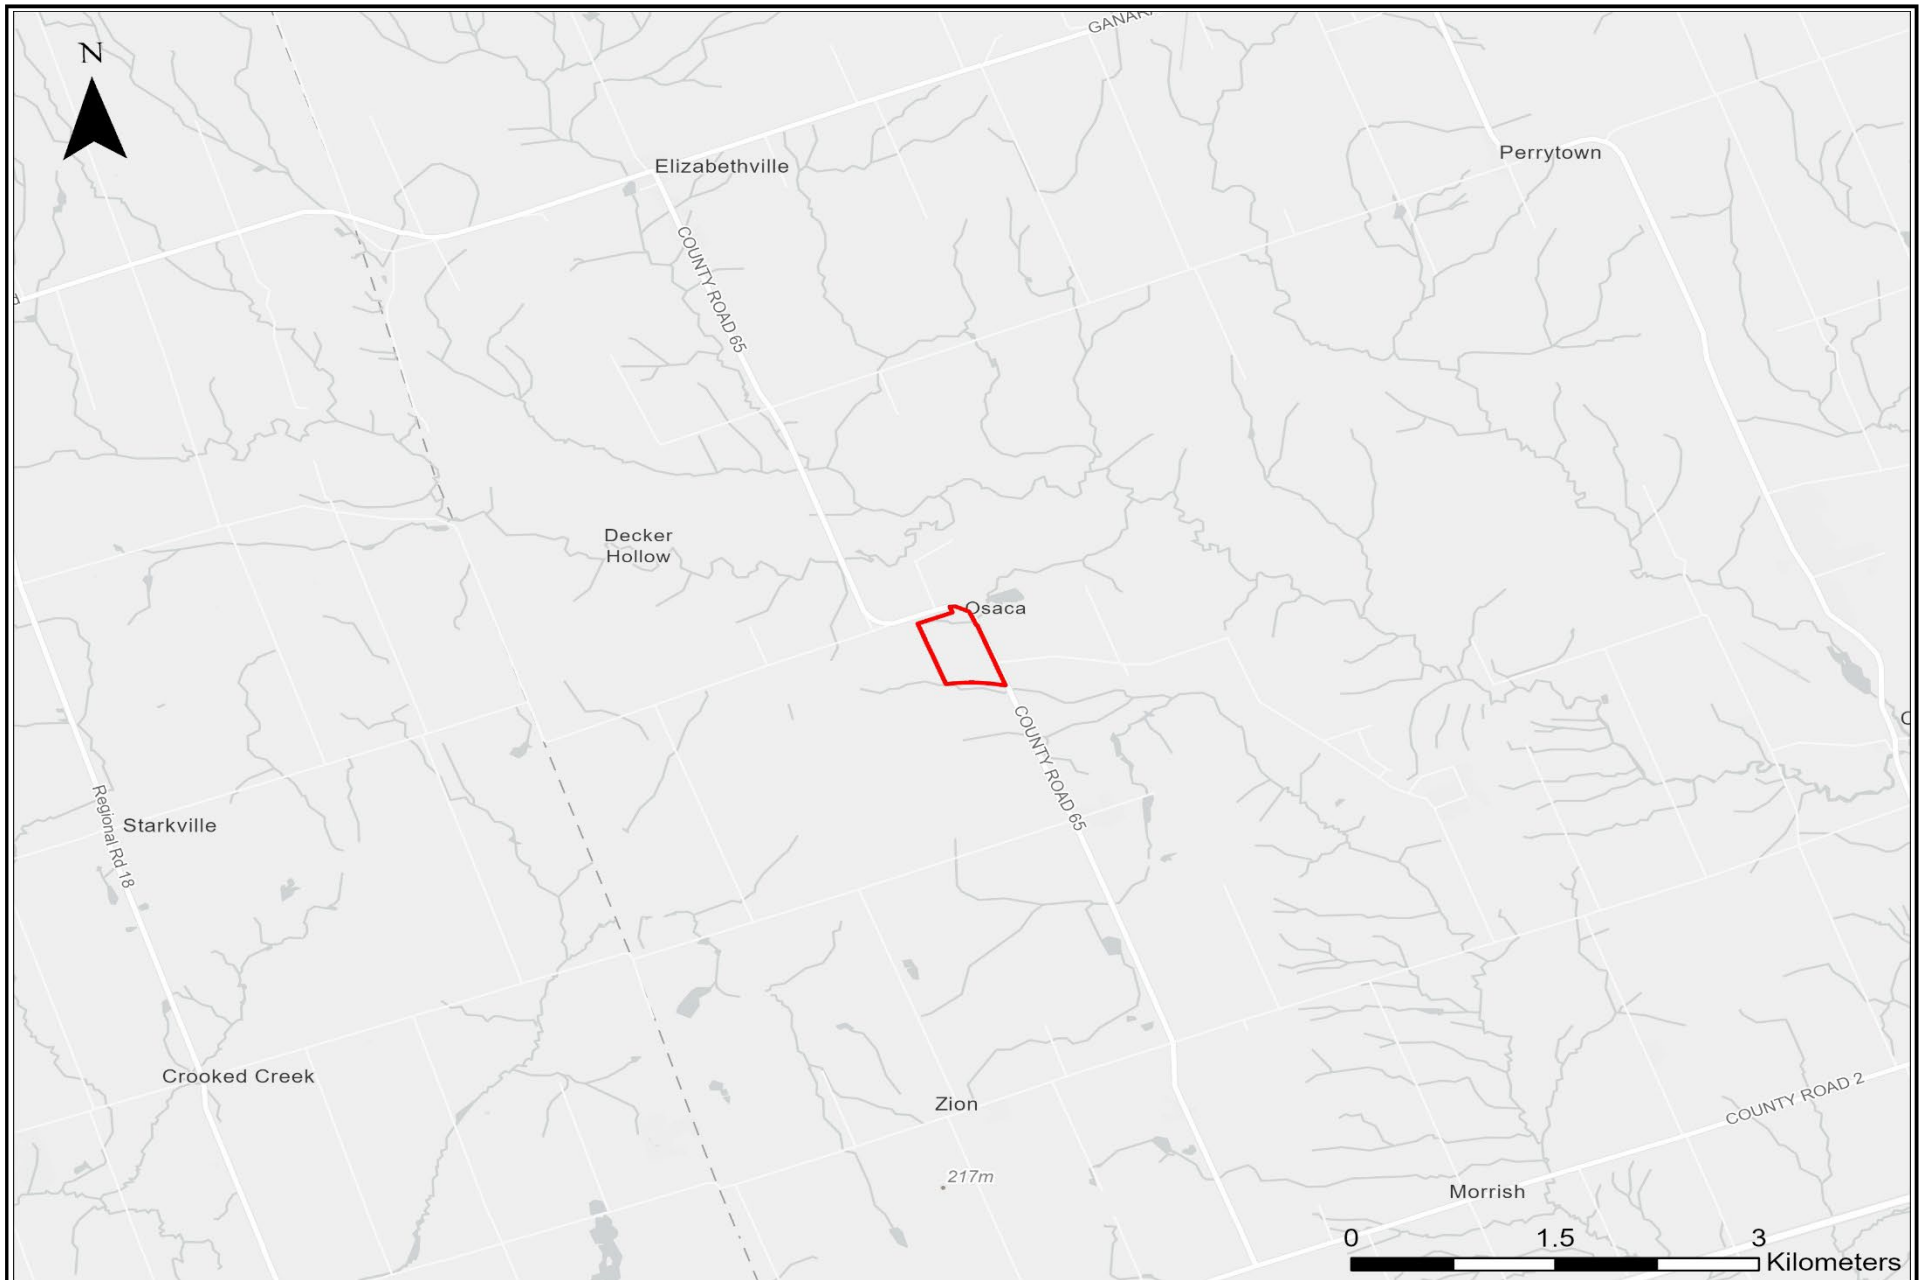 N
GANAR
Elizabethville
Perrytown
COUNTY ROAD 65
Decker
Hollow
Osaca
COUNTY ROAD 65
Regional Rd 18
Starkville
Crooked Creek
Zion
COUNTY ROAD 2
217m
Morrish
0 1.5 3
Kilometers